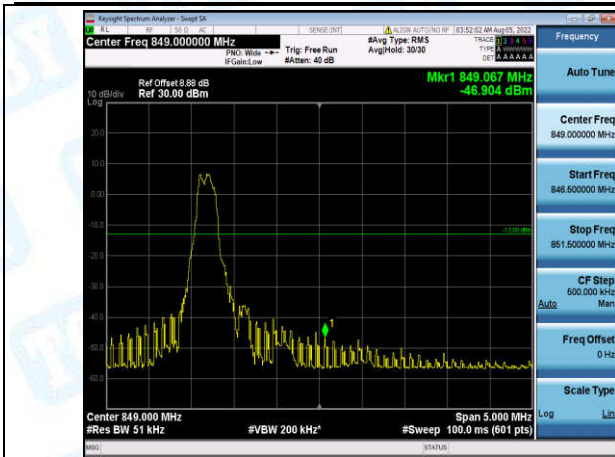 Keysight Spectrum Analyzer - Swept SA
RL RF 50 Ω AC SENSE:INT ALIGN AUTO/NO RF 03:52:02 AM Aug 05, 2022
Center Freq 849.000000 MHz
PNO: Wide
IFGain:Low
Trig: Free Run
#Atten: 40 dB
#Avg Type: RMS
Avg|Hold: 30/30
TRACE 1 2 3 4 5 6
TYPE A WWWWW
DET A A A A A A
Ref Offset 8.88 dB
10 dB/div Ref 30.00 dBm
Log
Mkr1 849.067 MHz
-46.904 dBm
20.0
10.0
0.00
-10.0
-13.00 dBm
-20.0
-30.0
-40.0
1
-50.0
-60.0
Center 849.000 MHz Span 5.000 MHz
#Res BW 51 kHz #VBW 200 kHz* #Sweep 100.0 ms (601 pts)
MSG STATUS
Frequency
Auto Tune
Center Freq
849.000000 MHz
Start Freq
846.500000 MHz
Stop Freq
851.500000 MHz
CF Step
500.000 kHz
Auto Man
Freq Offset
0 Hz
Scale Type
Log Lin